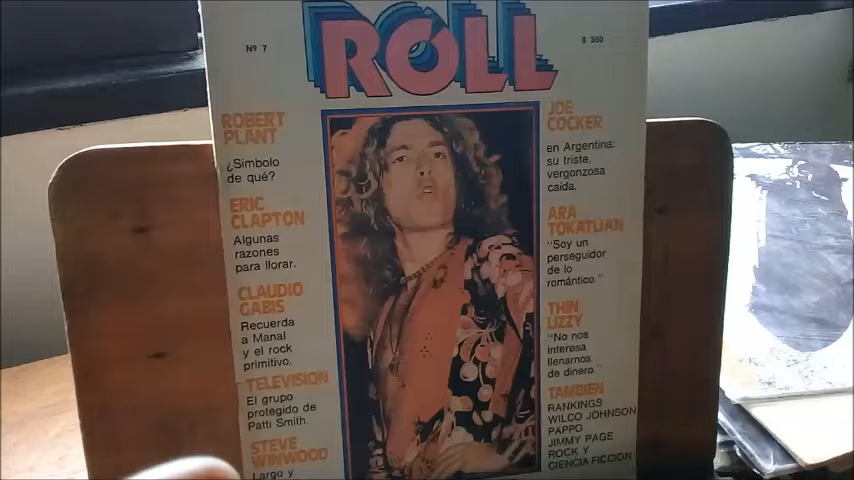 Nº 7
ROLL
$ 350
ROBERT
PLANT
¿Símbolo
de qué?
ERIC
CLAPTON
Algunas
razones
para llorar.
CLAUDIO
GABIS
Recuerda
a Manal
y el rock
primitivo.
TELEVISION
El grupo
protegido de
Patti Smith.
STEVE
WINWOOD
Largo y
JOE
COCKER
en Argentina:
su triste,
vergonzosa
caída.
ARA
TOKATLIAN
"Soy un
perseguidor
de lo
romántico."
THIN
LIZZY
"No nos
interesa
llenarnos
de dinero."
TAMBIEN
RANKINGS
WILCO JOHNSON
PAPPO
JIMMY PAGE
ROCK Y
CIENCIA FICCION